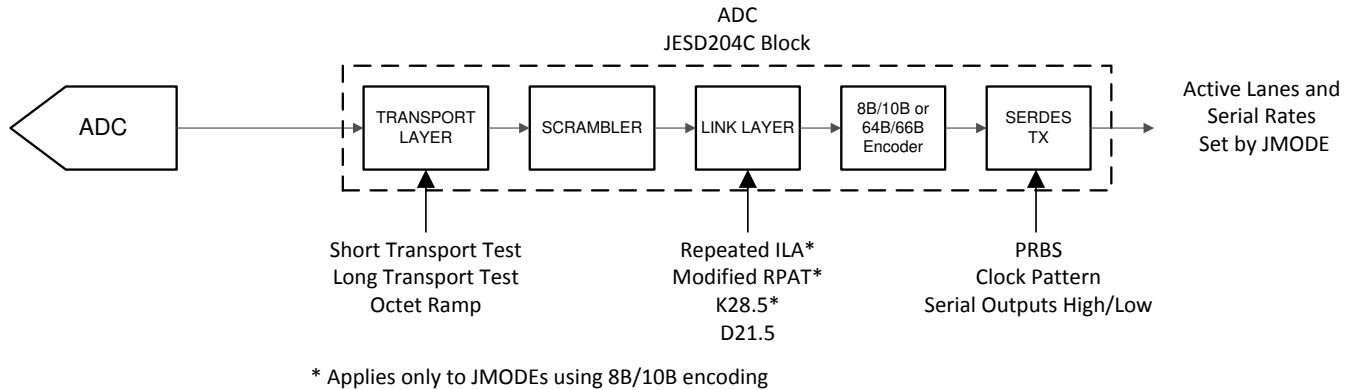 ADC
JESD204C Block
ADC
TRANSPORT
LAYER
SCRAMBLER
LINK LAYER
8B/10B or
64B/66B
Encoder
SERDES
TX
Active Lanes and
Serial Rates
Set by JMODE
Short Transport Test
Long Transport Test
Octet Ramp
Repeated ILA*
Modified RPAT*
K28.5*
D21.5
PRBS
Clock Pattern
Serial Outputs High/Low
* Applies only to JMODEs using 8B/10B encoding